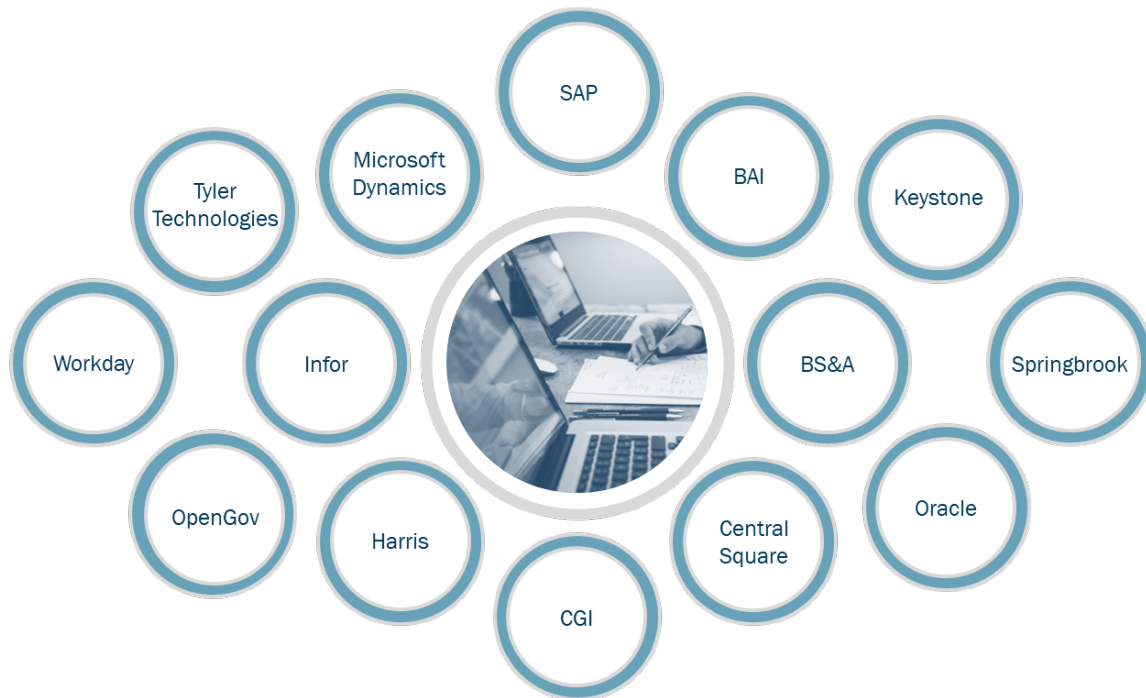 SAP
Microsoft
Dynamics
BAI
Tyler
Technologies
Keystone
Workday
Infor
BS&A
Springbrook
OpenGov
Harris
Central
Square
Oracle
CGI